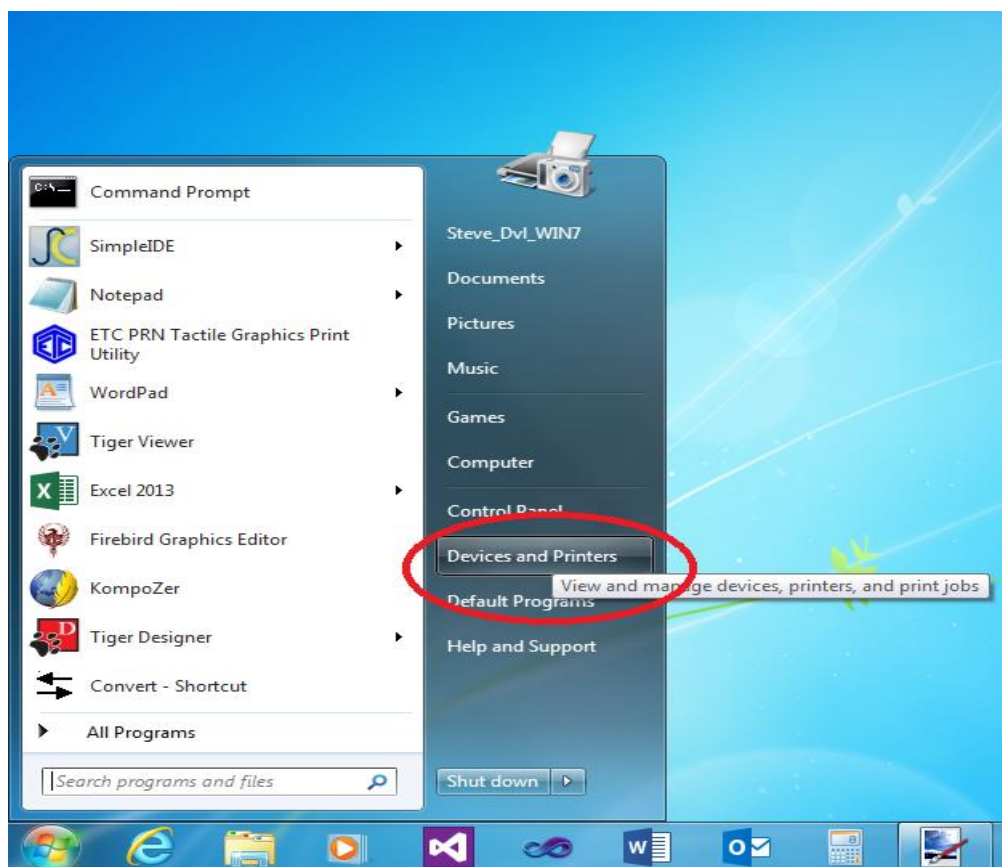 C:\
Command Prompt
SimpleIDE
Notepad
ETC PRN Tactile Graphics Print
Utility
WordPad
Tiger Viewer
Excel 2013
Firebird Graphics Editor
KompoZer
Tiger Designer
Convert - Shortcut
All Programs
Search programs and files
Steve_Dvl_WIN7
Documents
Pictures
Music
Games
Computer
Control Panel
Devices and Printers
View and manage devices, printers, and print jobs
Default Programs
Help and Support
Shut down